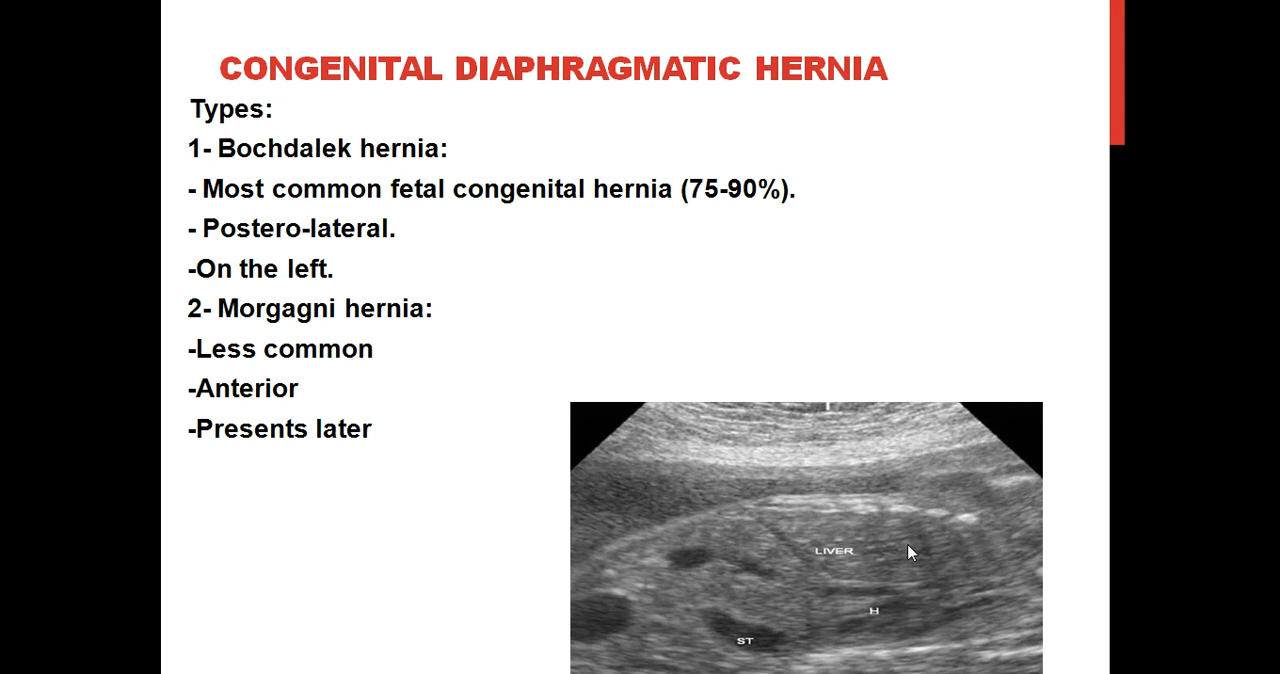 CONGENITAL DIAPHRAGMATIC HERNIA
Types:
1- Bochdalek hernia:
- Most common fetal congenital hernia (75-90%).
- Postero-lateral.
-On the left.
2- Morgagni hernia:
-Less common
-Anterior
-Presents later
LIVER
H
ST